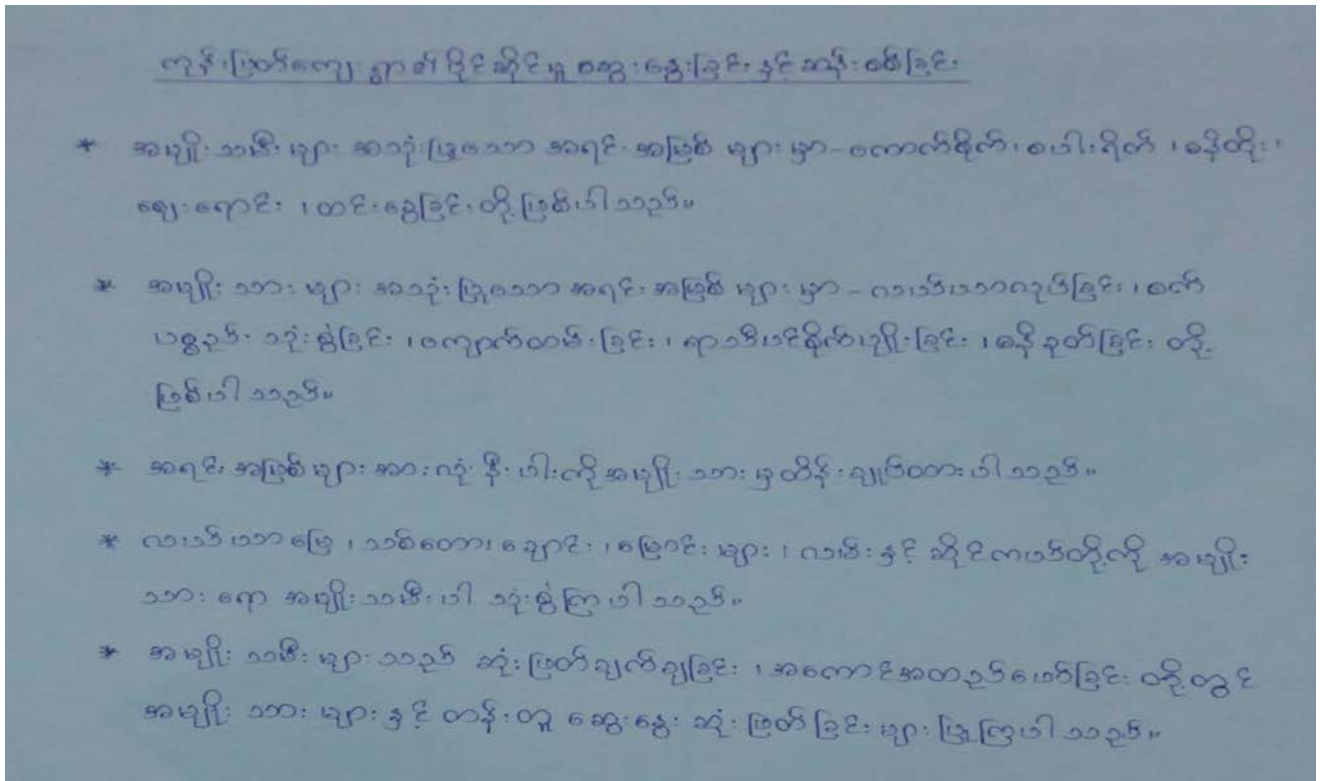 ကုန်းဖြတ်ကျေးရွာ၏ ပိုင်ဆိုင်မှု ဆွေးနွေးခြင်းနှင့် ဆန်းစစ်ခြင်း
* အမျိုးသမီးများ အသုံးပြုသော အရင်းအမြစ်များမှာ - ကောက်စိုက်၊ စပါးရိတ်၊ ခနိထိုး၊
ဈေးရောင်း၊ ထင်းခွေခြင်း တို့ဖြစ်ပါသည်။
* အမျိုးသားများ အသုံးပြုသော အရင်းအမြစ်များမှာ - လယ်ယာလုပ်ခြင်း၊ စက်
ပစ္စည်း သုံးစွဲခြင်း၊ ကျောက်ထမ်းခြင်း၊ ရာသီပင်စိုက်ပျိုးခြင်း၊ ခနိခုတ်ခြင်း တို့
ဖြစ်ပါသည်။
* အရင်းအမြစ်များအားလုံးနီးပါးကို အမျိုးသားမှထိန်းချုပ်ထားပါသည်။
* လယ်ယာမြေ၊ သစ်တော၊ ချောင်း၊ မြောင်းများ၊ လမ်းနှင့် ဆိုင်ကယ်တို့ကို အမျိုး
သားရော အမျိုးသမီးပါ သုံးစွဲကြပါသည်။
* အမျိုးသမီးများသည် ဆုံးဖြတ်ချက်ချခြင်း၊ အကောင်အထည်ဖော်ခြင်း တို့တွင်
အမျိုးသားများနှင့် တန်းတူ ဆွေးနွေး ဆုံးဖြတ်ခြင်းများ ပြုကြပါသည်။